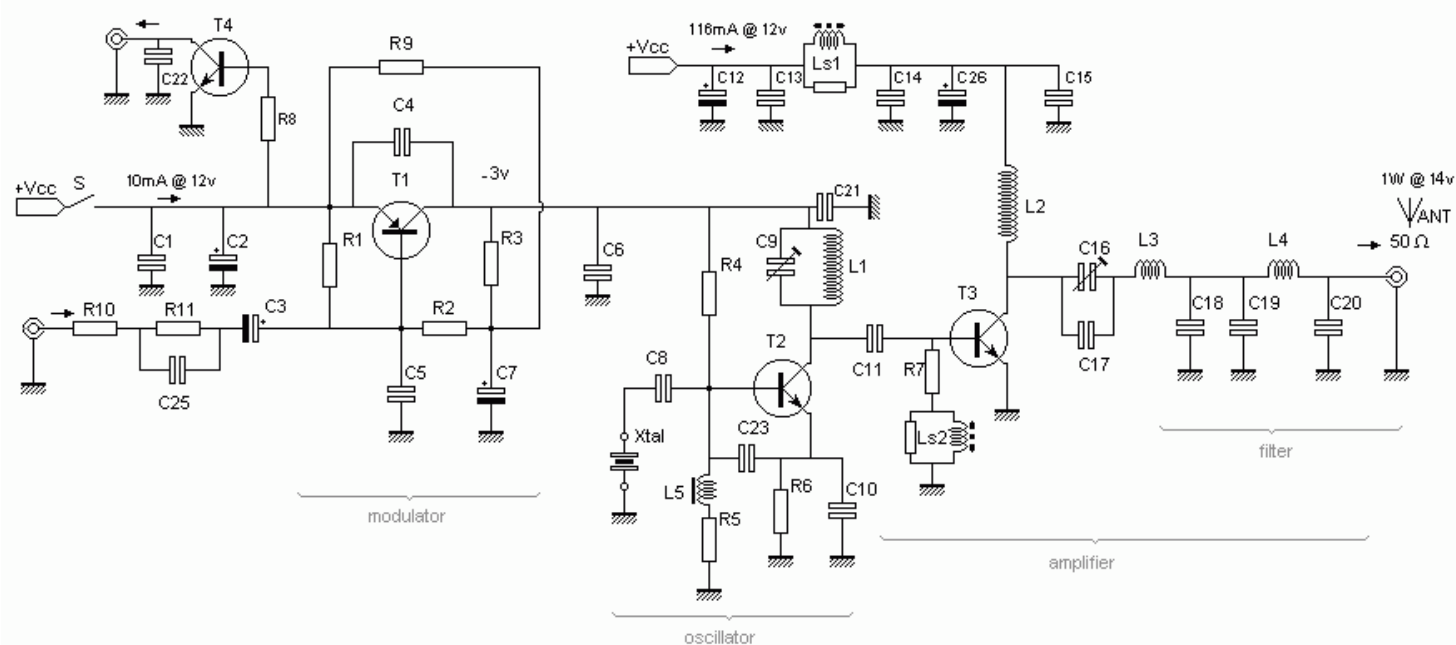 T4
R9
+Vcc
116mA @ 12v
Ls1
C22
C12
C13
C14
C26
C15
R8
C4
+Vcc
S
10mA @ 12v
T1
-3v
C21
1W @ 14v
ANT
50 Ω
L2
C1
C2
R1
R3
C6
R4
C9
L1
C16
L3
L4
R10
R11
C3
R2
T2
T3
C18
C19
C20
C25
C5
C7
C8
C11
R7
C17
Xtal
C23
Ls2
filter
L5
R6
C10
modulator
R5
amplifier
oscillator